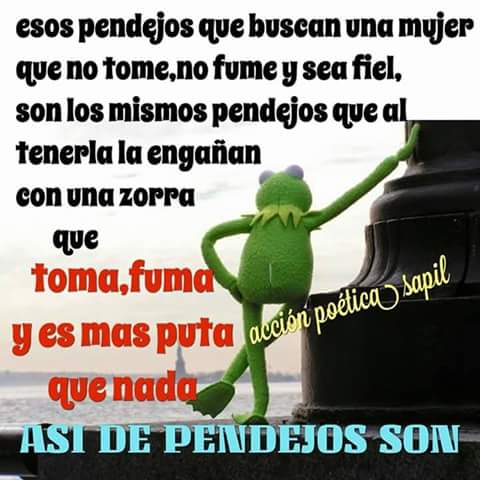 esos pendejos que buscan una mujer
que no tome,no fume y sea fiel,
son los mismos pendejos que al
tenerla la engañan
con una zorra
que
toma,fuma
y es mas puta
que nada
acción poética sapil
ASI DE PENDEJOS SON